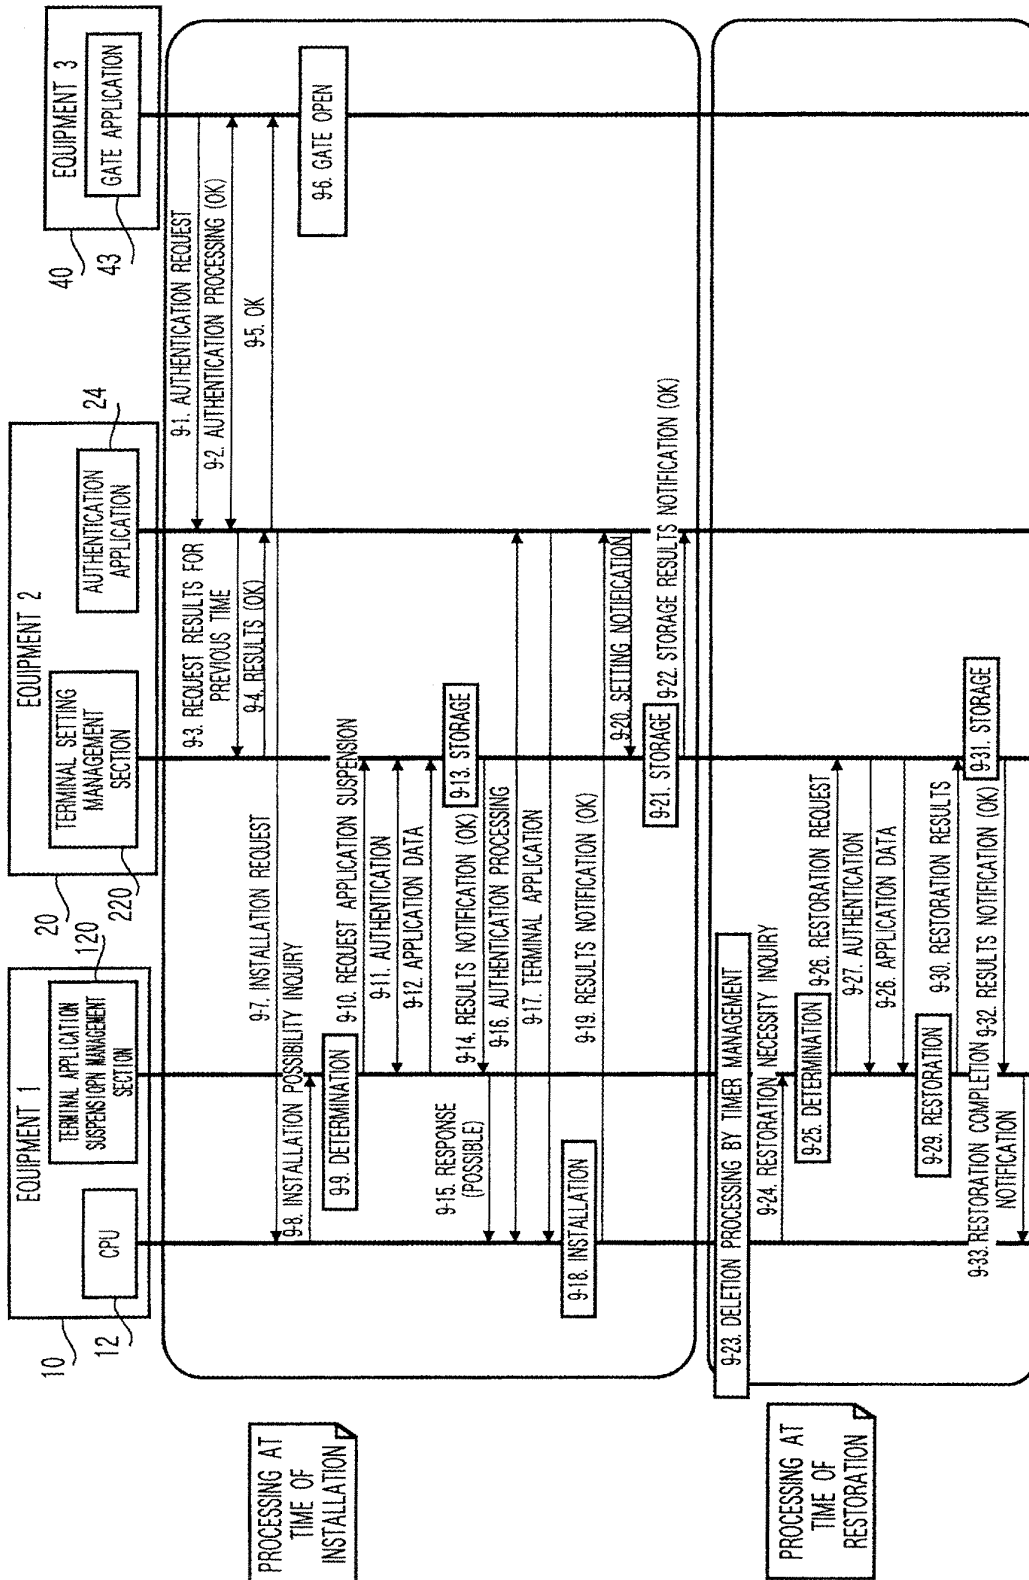 EQUIPMENT 1
CPU
TERMINAL APPLICATION
SUSPENSIOPN MANAGEMENT
SECTION
10
12
120
EQUIPMENT 2
TERMINAL SETTING
MANAGEMENT
SECTION
AUTHENTICATION
APPLICATION
20
220
24
EQUIPMENT 3
GATE APPLICATION
40
43
PROCESSING AT
TIME OF
INSTALLATION
9-1. AUTHENTICATION REQUEST
9-2. AUTHENTICATION PROCESSING (OK)
9-3. REQUEST RESULTS FOR
PREVIOUS TIME
9-4. RESULTS (OK)
9-5. OK
9-6. GATE OPEN
9-7. INSTALLATION REQUEST
9-8. INSTALLATION POSSIBILITY INQUIRY
9-9. DETERMINATION
9-10. REQUEST APPLICATION SUSPENSION
9-11. AUTHENTICATION
9-12. APPLICATION DATA
9-13. STORAGE
9-14. RESULTS NOTIFICATION (OK)
9-15. RESPONSE
(POSSIBLE)
9-16. AUTHENTICATION PROCESSING
9-17. TERMINAL APPLICATION
9-18. INSTALLATION
9-19. RESULTS NOTIFICATION (OK)
9-20. SETTING NOTIFICATION
9-21. STORAGE
9-22. STORAGE RESULTS NOTIFICATION (OK)
PROCESSING AT
TIME OF
RESTORATION
9-23. DELETION PROCESSING BY TIMER MANAGEMENT
9-24. RESTORATION NECESSITY INQUIRY
9-25. DETERMINATION
9-26. RESTORATION REQUEST
9-27. AUTHENTICATION
9-26. APPLICATION DATA
9-29. RESTORATION
9-30. RESTORATION RESULTS
9-31. STORAGE
9-32. RESULTS NOTIFICATION (OK)
9-33. RESTORATION COMPLETION
NOTIFICATION